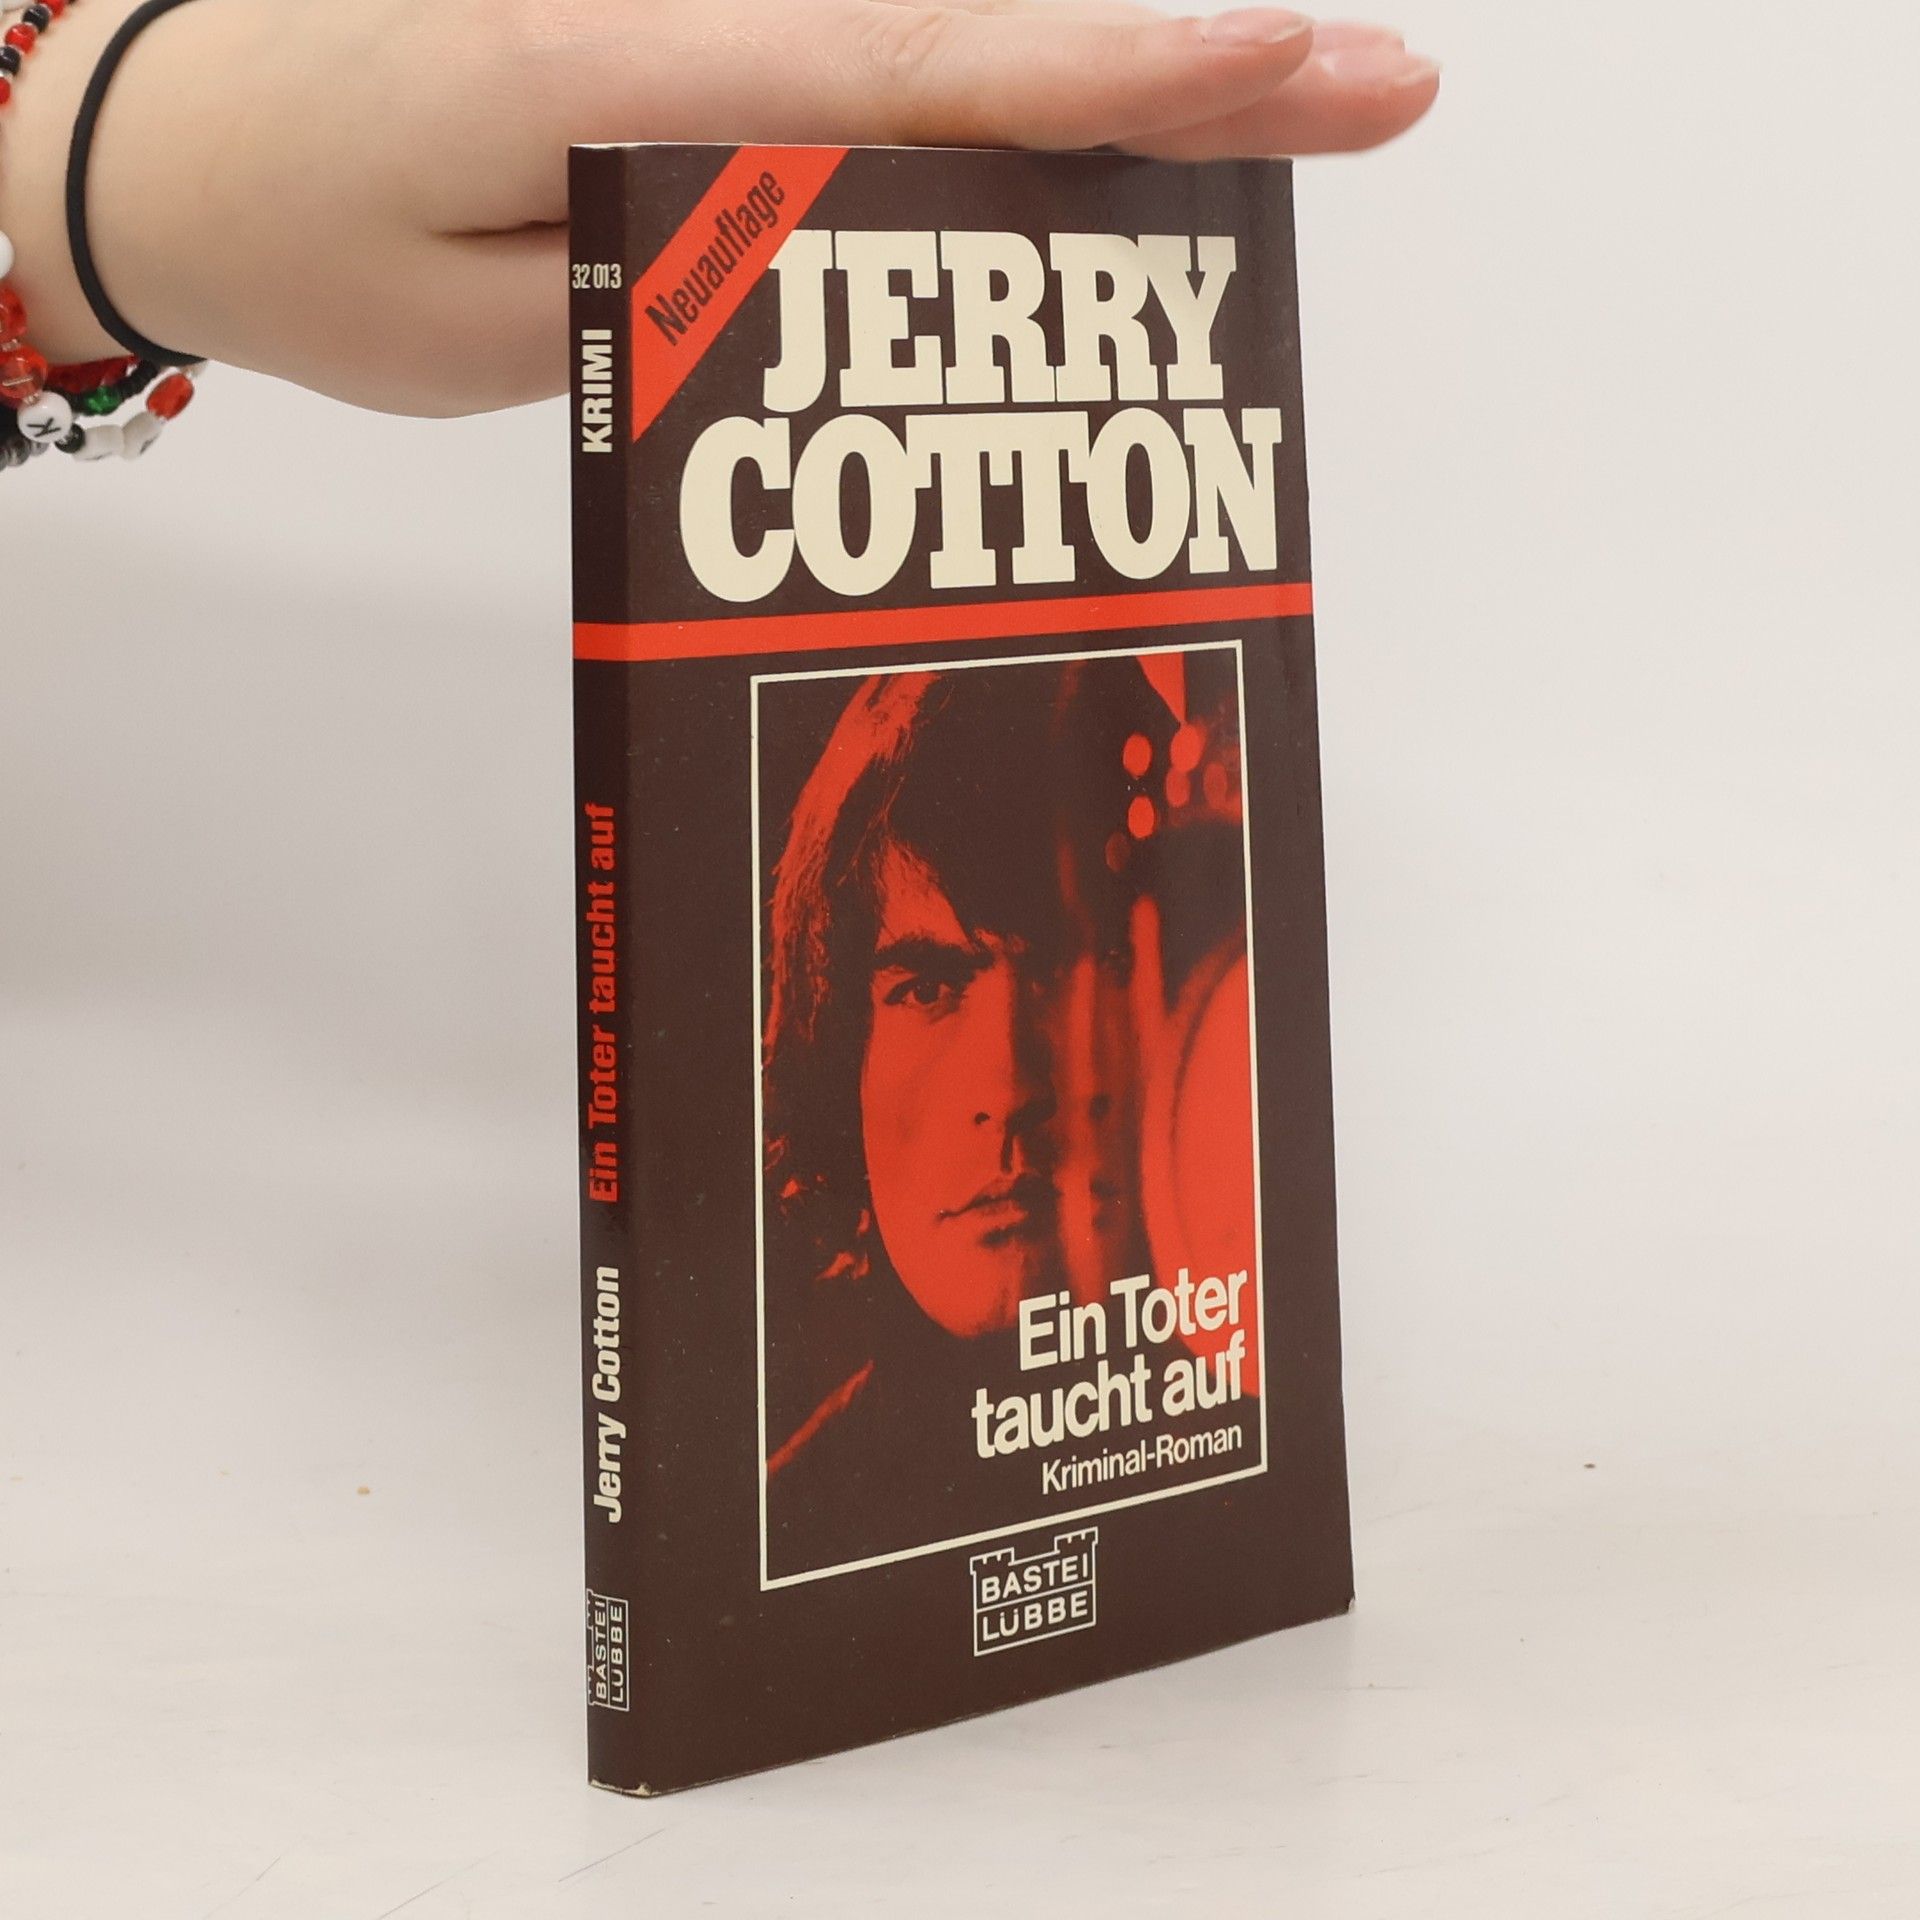 Neuauflage
JERRY
COTTON
Ein Toter
taucht auf
Kriminal-Roman
BASTEI
LÜBBE
32 013
KRIMI
Ein Toter taucht auf
Jerry Cotton
BASTEI
LÜBBE
K